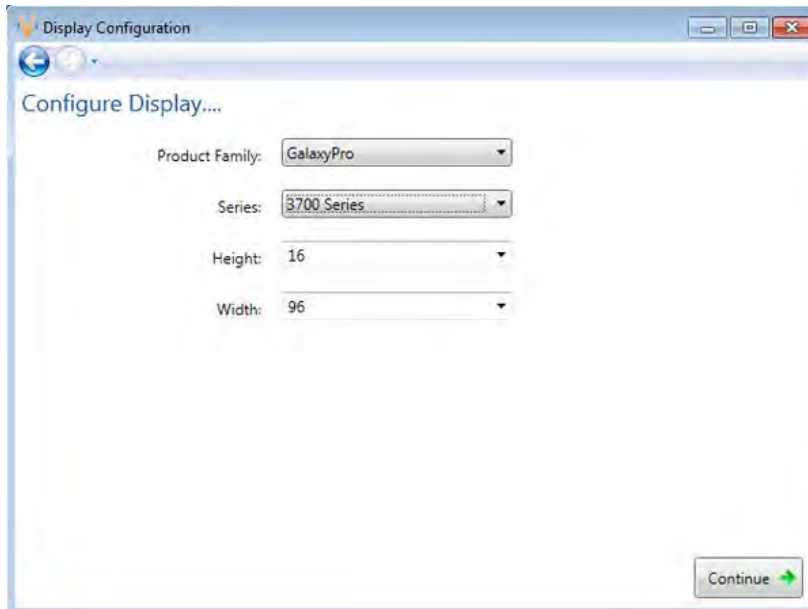 Display Configuration
Configure Display....
Product Family: GalaxyPro
Series: 3700 Series
Height: 16
Width: 96
Continue